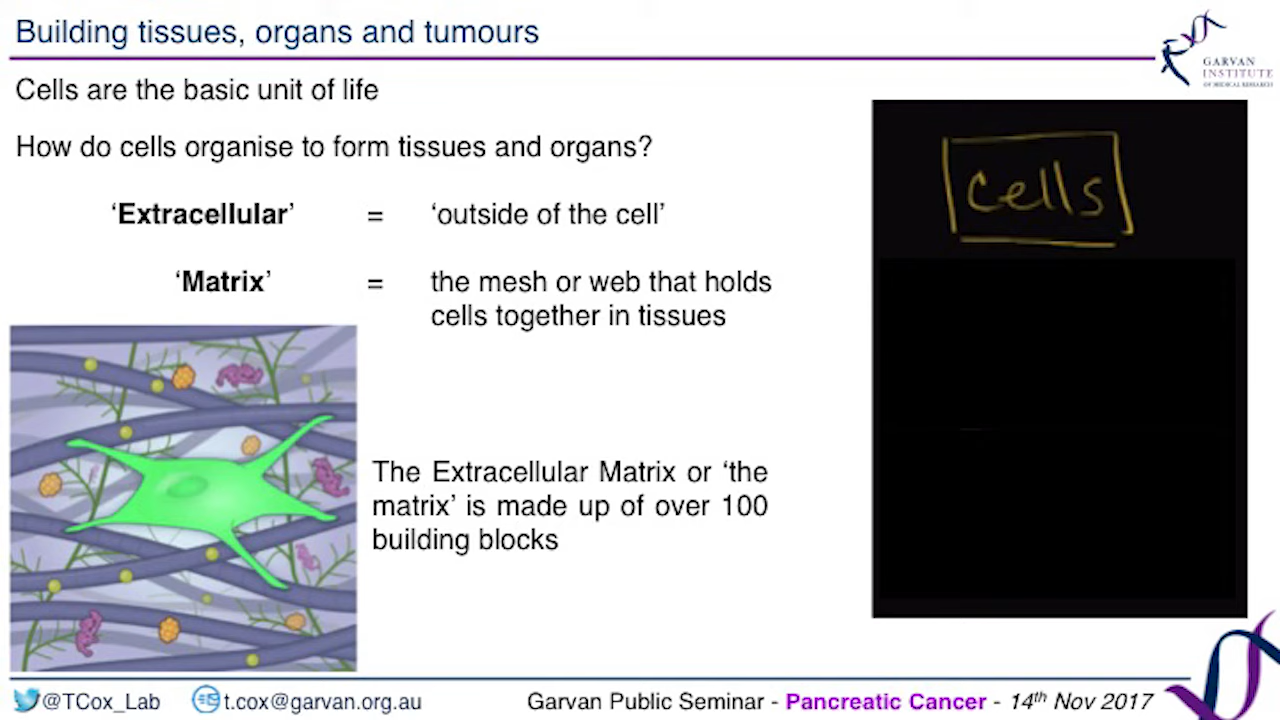 Building tissues, organs and tumours
GARVAN
INSTITUTE
OF MEDICAL RESEARCH
Cells are the basic unit of life
How do cells organise to form tissues and organs?
cells
‘Extracellular’ = ‘outside of the cell’
‘Matrix’ = the mesh or web that holds
cells together in tissues
The Extracellular Matrix or ‘the
matrix’ is made up of over 100
building blocks
@TCox_Lab t.cox@garvan.org.au Garvan Public Seminar - Pancreatic Cancer - 14th Nov 2017